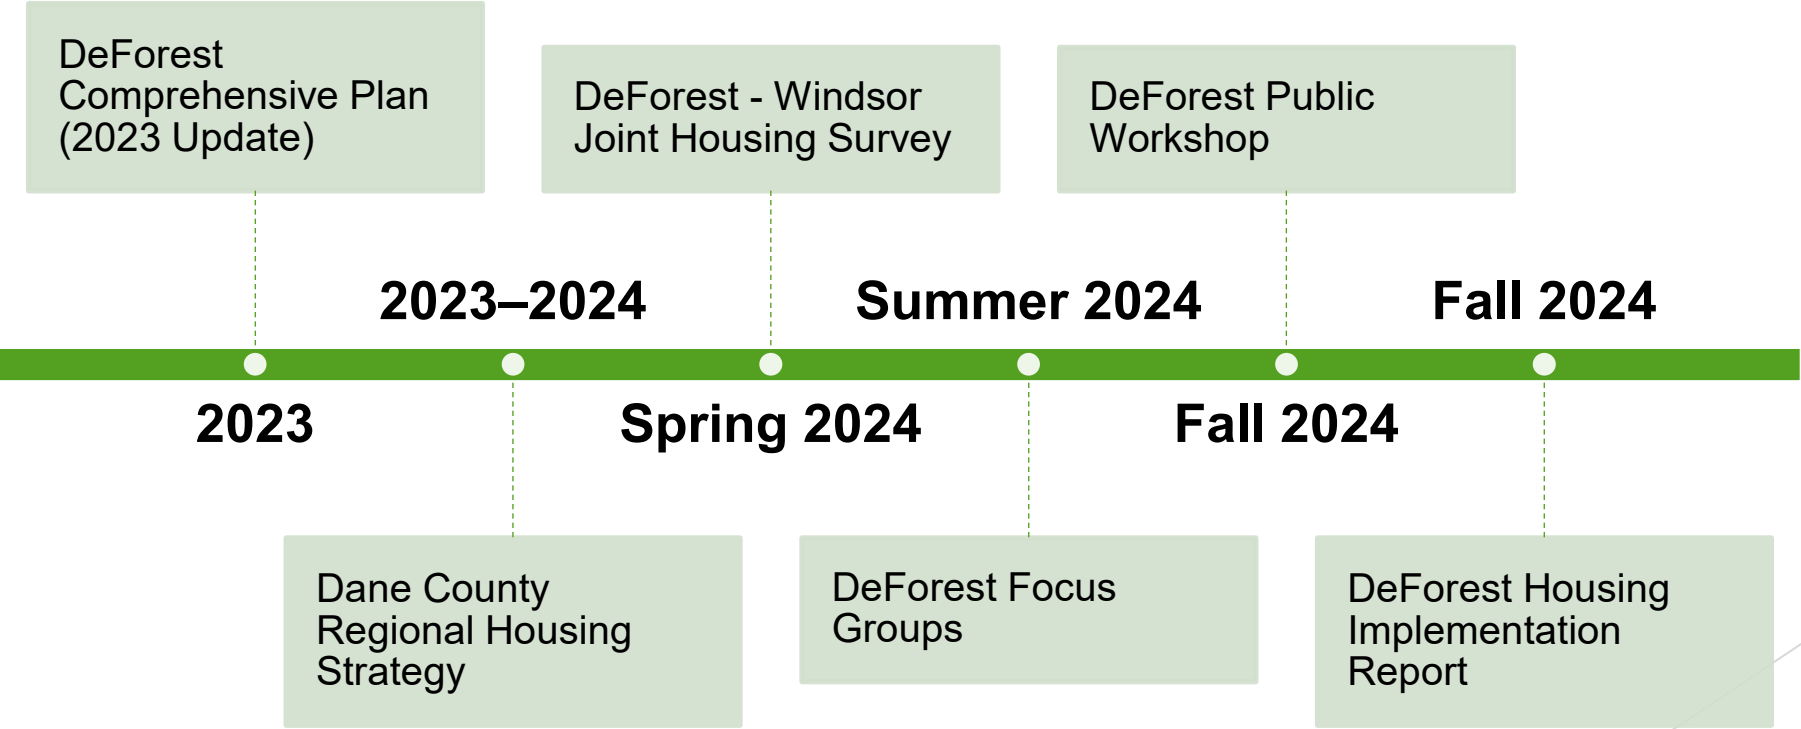 DeForest
Comprehensive Plan
(2023 Update)
DeForest - Windsor
Joint Housing Survey
DeForest Public
Workshop
2023–2024
Summer 2024
Fall 2024
2023
Spring 2024
Fall 2024
Dane County
Regional Housing
Strategy
DeForest Focus
Groups
DeForest Housing
Implementation
Report